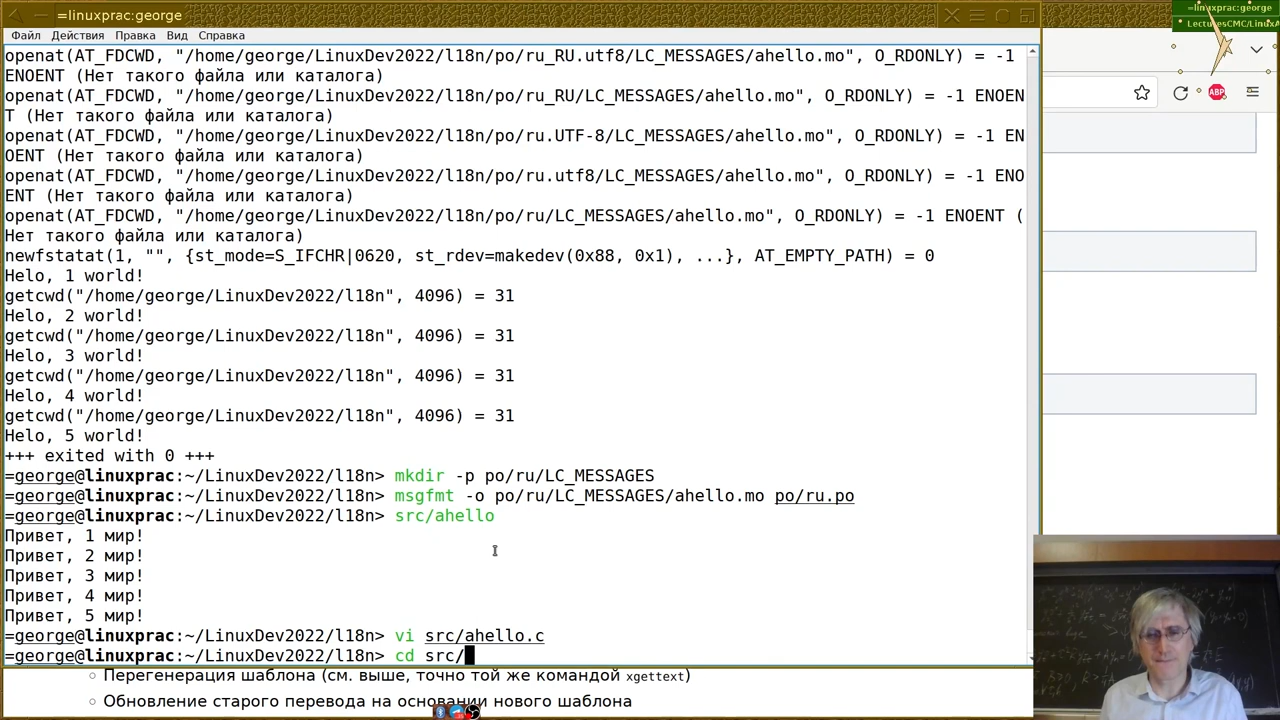 =linuxprac:george
=linuxprac:george
LecturesCMC/LinuxA
Файл Действия Правка Вид Справка
openat(AT_FDCWD, "/home/george/LinuxDev2022/l18n/po/ru_RU.utf8/LC_MESSAGES/ahello.mo", O_RDONLY) = -1
ENOENT (Нет такого файла или каталога)
openat(AT_FDCWD, "/home/george/LinuxDev2022/l18n/po/ru_RU/LC_MESSAGES/ahello.mo", O_RDONLY) = -1 ENOEN
T (Нет такого файла или каталога)
openat(AT_FDCWD, "/home/george/LinuxDev2022/l18n/po/ru.UTF-8/LC_MESSAGES/ahello.mo", O_RDONLY) = -1 EN
OENT (Нет такого файла или каталога)
openat(AT_FDCWD, "/home/george/LinuxDev2022/l18n/po/ru.utf8/LC_MESSAGES/ahello.mo", O_RDONLY) = -1 ENO
ENT (Нет такого файла или каталога)
openat(AT_FDCWD, "/home/george/LinuxDev2022/l18n/po/ru/LC_MESSAGES/ahello.mo", O_RDONLY) = -1 ENOENT (
Нет такого файла или каталога)
newfstatat(1, "", {st_mode=S_IFCHR|0620, st_rdev=makedev(0x88, 0x1), ...}, AT_EMPTY_PATH) = 0
Helo, 1 world!
getcwd("/home/george/LinuxDev2022/l18n", 4096) = 31
Helo, 2 world!
getcwd("/home/george/LinuxDev2022/l18n", 4096) = 31
Helo, 3 world!
getcwd("/home/george/LinuxDev2022/l18n", 4096) = 31
Helo, 4 world!
getcwd("/home/george/LinuxDev2022/l18n", 4096) = 31
Helo, 5 world!
+++ exited with 0 +++
=george@linuxprac:~/LinuxDev2022/l18n> mkdir -p po/ru/LC_MESSAGES
=george@linuxprac:~/LinuxDev2022/l18n> msgfmt -o po/ru/LC_MESSAGES/ahello.mo po/ru.po
=george@linuxprac:~/LinuxDev2022/l18n> src/ahello
Привет, 1 мир!
Привет, 2 мир!
Привет, 3 мир!
Привет, 4 мир!
Привет, 5 мир!
=george@linuxprac:~/LinuxDev2022/l18n> vi src/ahello.c
=george@linuxprac:~/LinuxDev2022/l18n> cd src/
Перегенерация шаблона (см. выше, точно той же командой xgettext)
Обновление старого перевода на основании нового шаблона
ABP